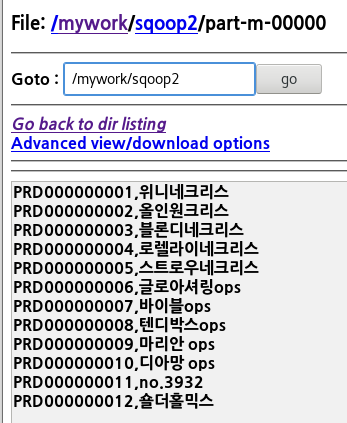 File: /mywork/sqoop2/part-m-00000
Goto : /mywork/sqoop2 go
Go back to dir listing
Advanced view/download options
PRD000000001,위니네크리스
PRD000000002,올인원크리스
PRD000000003,블론디네크리스
PRD000000004,로렐라이네크리스
PRD000000005,스트로우네크리스
PRD000000006,글로아셔링ops
PRD000000007,바이블ops
PRD000000008,텐디박스ops
PRD000000009,마리안 ops
PRD000000010,디아망 ops
PRD000000011,no.3932
PRD000000012,숄더홀믹스